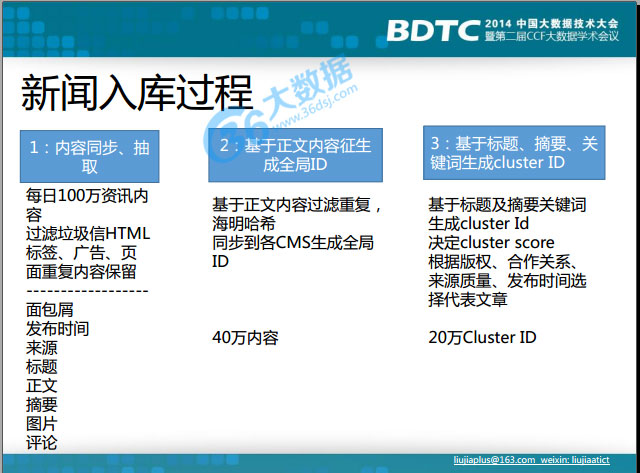 BDTC 2014 中国大数据技术大会
暨第二届CCF大数据学术会议
新闻入库过程
36大数据
www.36dsj.com
1：内容同步、抽
取
每日100万资讯内
容
过滤垃圾信HTML
标签、广告、页
面重复内容保留
------------------
面包屑
发布时间
来源
标题
正文
摘要
图片
评论
2：基于正文内容征生
成全局ID
基于正文内容过滤重复，
海明哈希
同步到各CMS生成全局
ID
40万内容
3：基于标题、摘要、关
键词生成cluster ID
基于标题及摘要关键词
生成cluster Id
决定cluster score
根据版权、合作关系、
来源质量、发布时间选
择代表文章
20万Cluster ID
liujiaplus@163.com weixin: liujiaatict